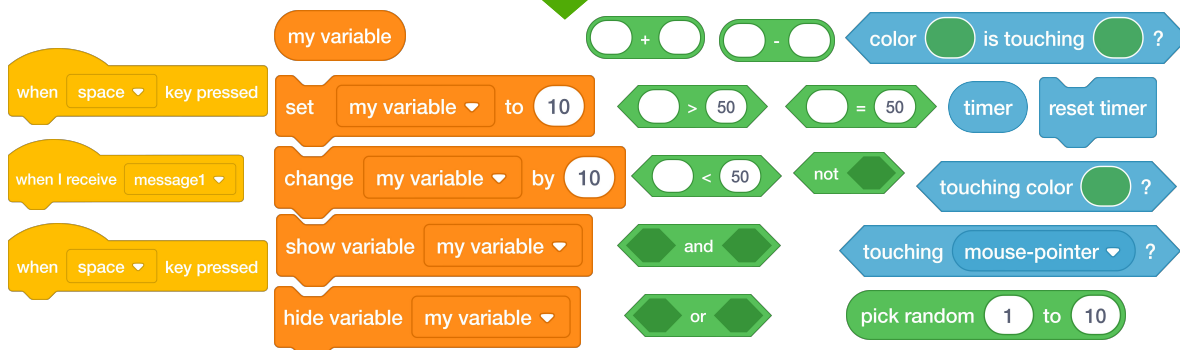 when space key pressed
when I receive message1
when space key pressed
my variable
set my variable to 10
change my variable by 10
show variable my variable
hide variable my variable
+
-
> 50
= 50
< 50
not
and
or
color is touching ?
timer
reset timer
touching color ?
touching mouse-pointer ?
pick random 1 to 10